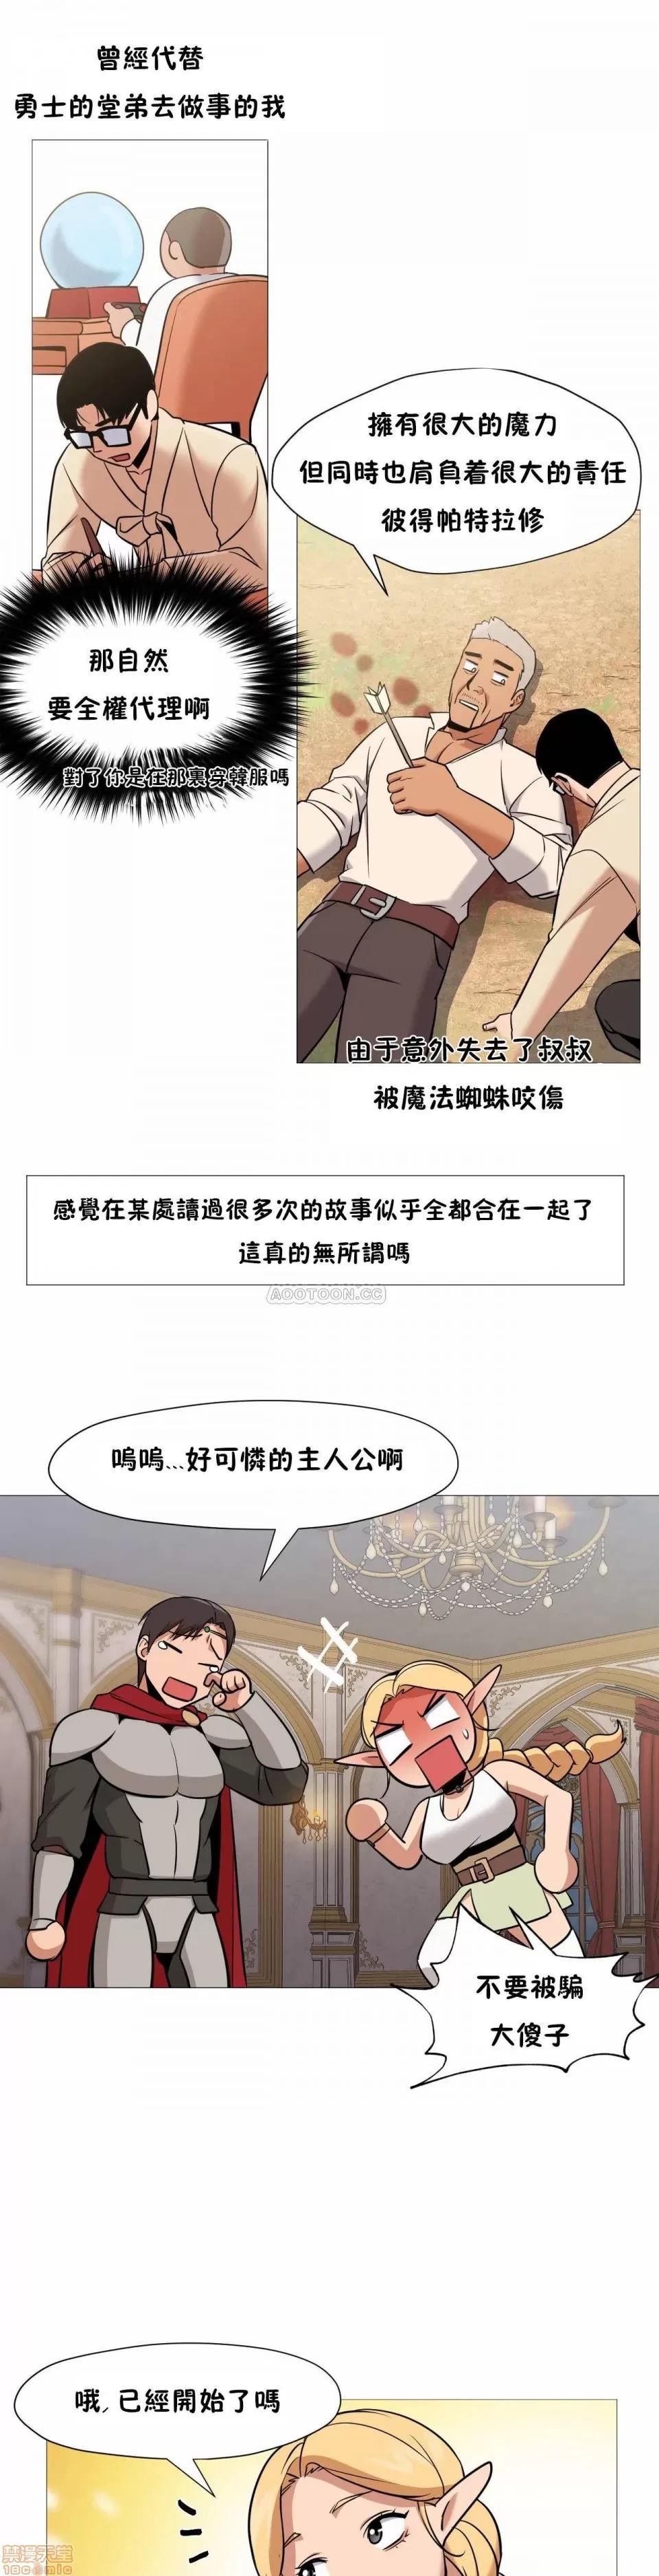 曾經代替
勇士的堂弟去做事的我
擁有很大的魔力
但同時也肩負着很大的責任
彼得帕特拉修
那自然
要全權代理啊
對了你是在那裏穿韓服嗎
由于意外失去了叔叔
被魔法蜘蛛咬傷
感覺在某處讀過很多次的故事似乎全都合在一起了
這真的無所謂嗎
AOOTOON.CC
嗚嗚...好可憐的主人公啊
不要被騙
大傻子
哦,已經開始了嗎
禁漫天堂
18comic